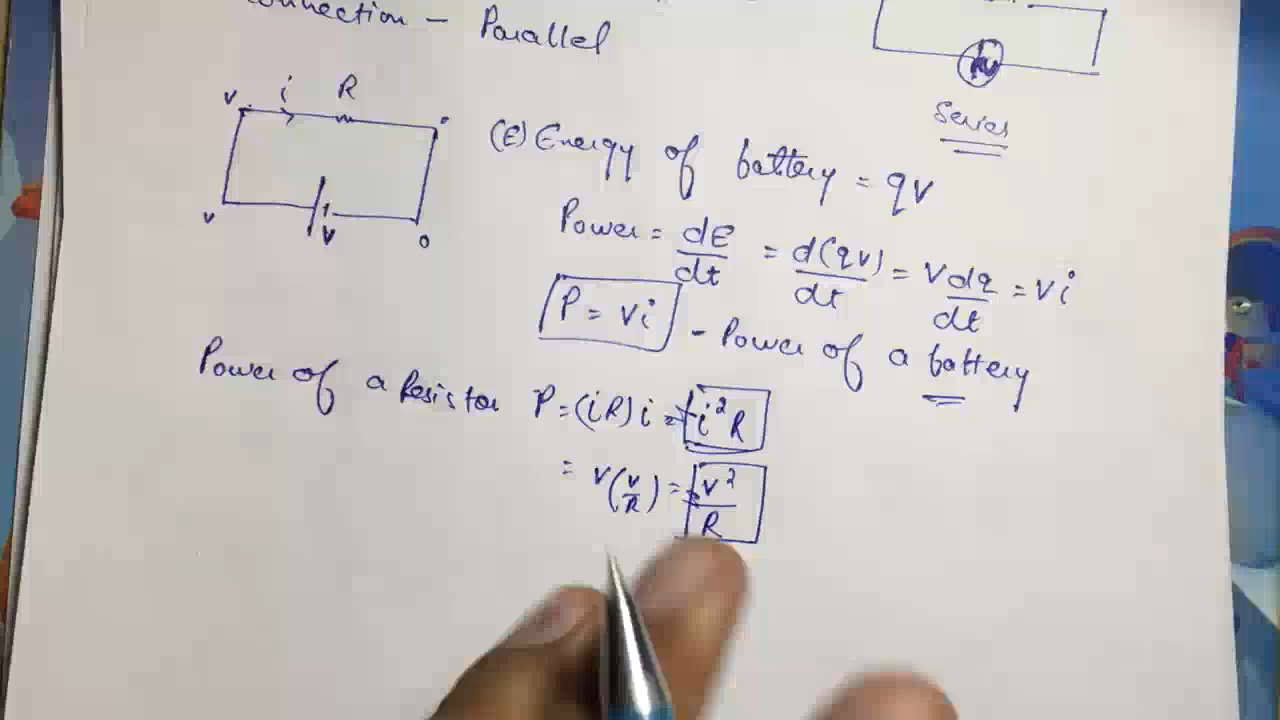 Connection - Parallel
Series
V i R
(E) Energy of battery = qv
V V 0
Power = dE/dt = d(qv)/dt = V dq/dt = Vi
P = Vi - Power of a battery
Power of a Resistor P = (iR)i = i²R
= V(V/R) = V²/R